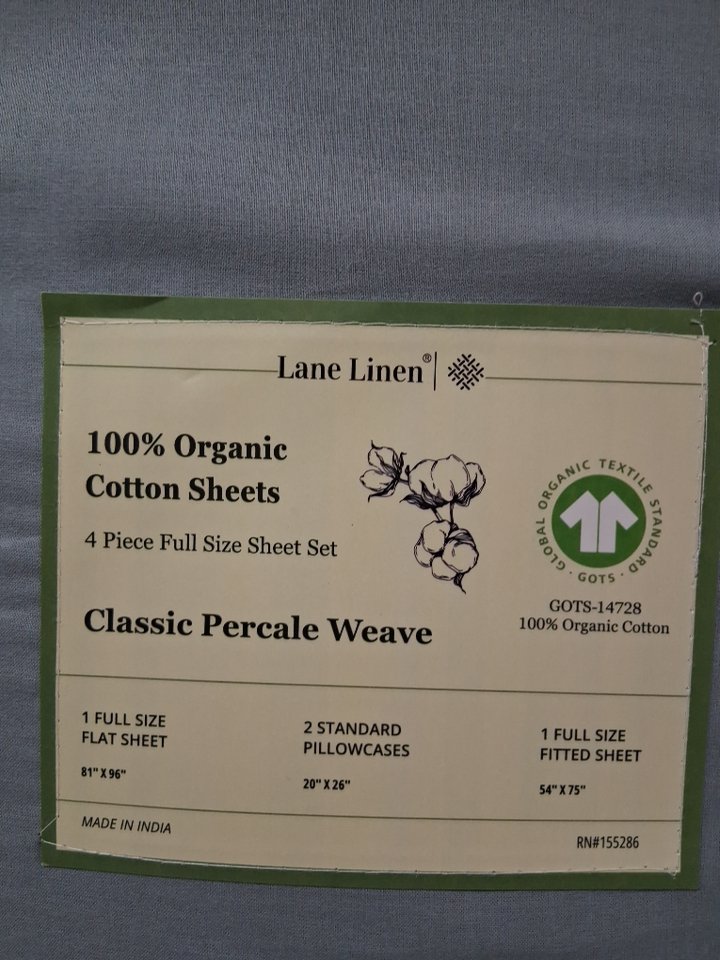 Lane Linen®
100% Organic
Cotton Sheets
4 Piece Full Size Sheet Set
Classic Percale Weave
GLOBAL ORGANIC TEXTILE STANDARD
· GOTS ·
GOTS-14728
100% Organic Cotton
1 FULL SIZE
FLAT SHEET
81" X 96"
2 STANDARD
PILLOWCASES
20" X 26"
1 FULL SIZE
FITTED SHEET
54" X 75"
MADE IN INDIA
RN#155286